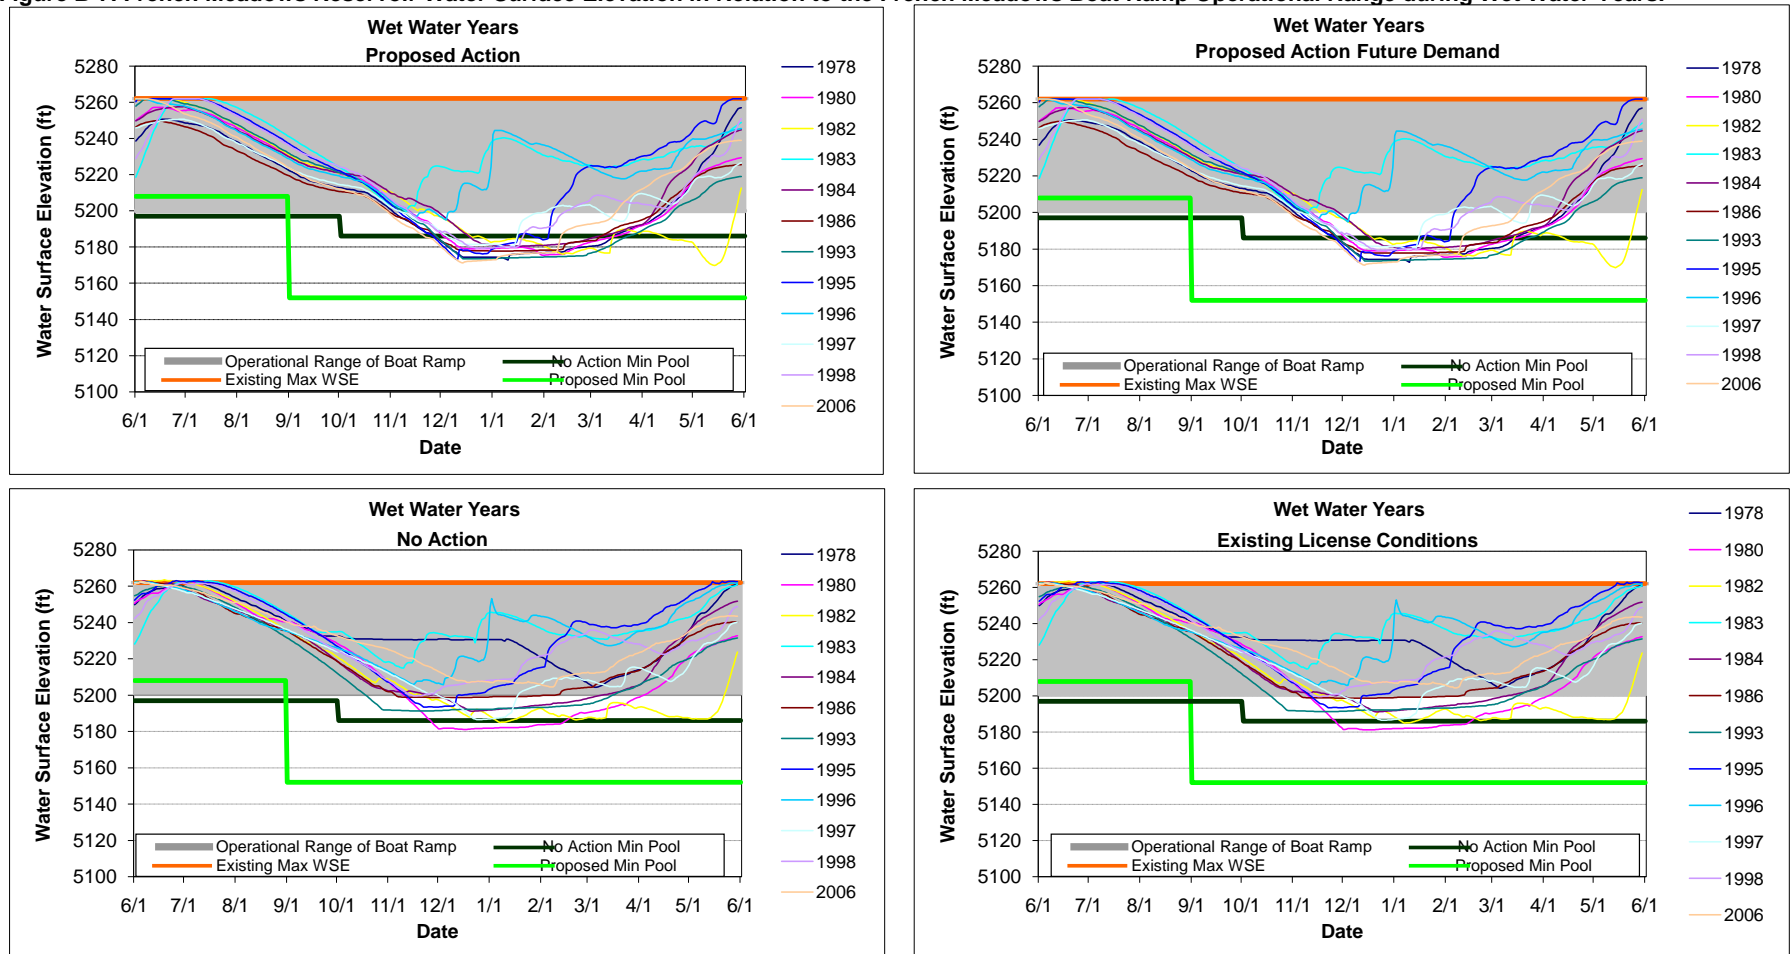 Wet Water Years
Proposed Action
Water Surface Elevation (ft)
5280
5260
5240
5220
5200
5180
5160
5140
5120
5100
Operational Range of Boat Ramp
No Action Min Pool
Existing Max WSE
Proposed Min Pool
6/1 7/1 8/1 9/1 10/1 11/1 12/1 1/1 2/1 3/1 4/1 5/1 6/1
Date
1978
1980
1982
1983
1984
1986
1993
1995
1996
1997
1998
2006
Wet Water Years
Proposed Action Future Demand
Water Surface Elevation (ft)
5280
5260
5240
5220
5200
5180
5160
5140
5120
5100
Operational Range of Boat Ramp
No Action Min Pool
Existing Max WSE
Proposed Min Pool
6/1 7/1 8/1 9/1 10/1 11/1 12/1 1/1 2/1 3/1 4/1 5/1 6/1
Date
1978
1980
1982
1983
1984
1986
1993
1995
1996
1997
1998
2006
Wet Water Years
No Action
Water Surface Elevation (ft)
5280
5260
5240
5220
5200
5180
5160
5140
5120
5100
Operational Range of Boat Ramp
No Action Min Pool
Existing Max WSE
Proposed Min Pool
6/1 7/1 8/1 9/1 10/1 11/1 12/1 1/1 2/1 3/1 4/1 5/1 6/1
Date
1978
1980
1982
1983
1984
1986
1993
1995
1996
1997
1998
2006
Wet Water Years
Existing License Conditions
Water Surface Elevation (ft)
5280
5260
5240
5220
5200
5180
5160
5140
5120
5100
Operational Range of Boat Ramp
No Action Min Pool
Existing Max WSE
Proposed Min Pool
6/1 7/1 8/1 9/1 10/1 11/1 12/1 1/1 2/1 3/1 4/1 5/1 6/1
Date
1978
1980
1982
1983
1984
1986
1993
1995
1996
1997
1998
2006